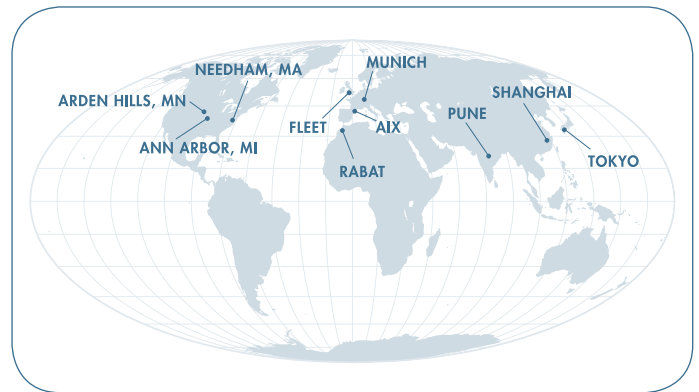 MUNICH
NEEDHAM, MA
SHANGHAI
ARDEN HILLS, MN
PUNE
FLEET
AIX
ANN ARBOR, MI
TOKYO
RABAT